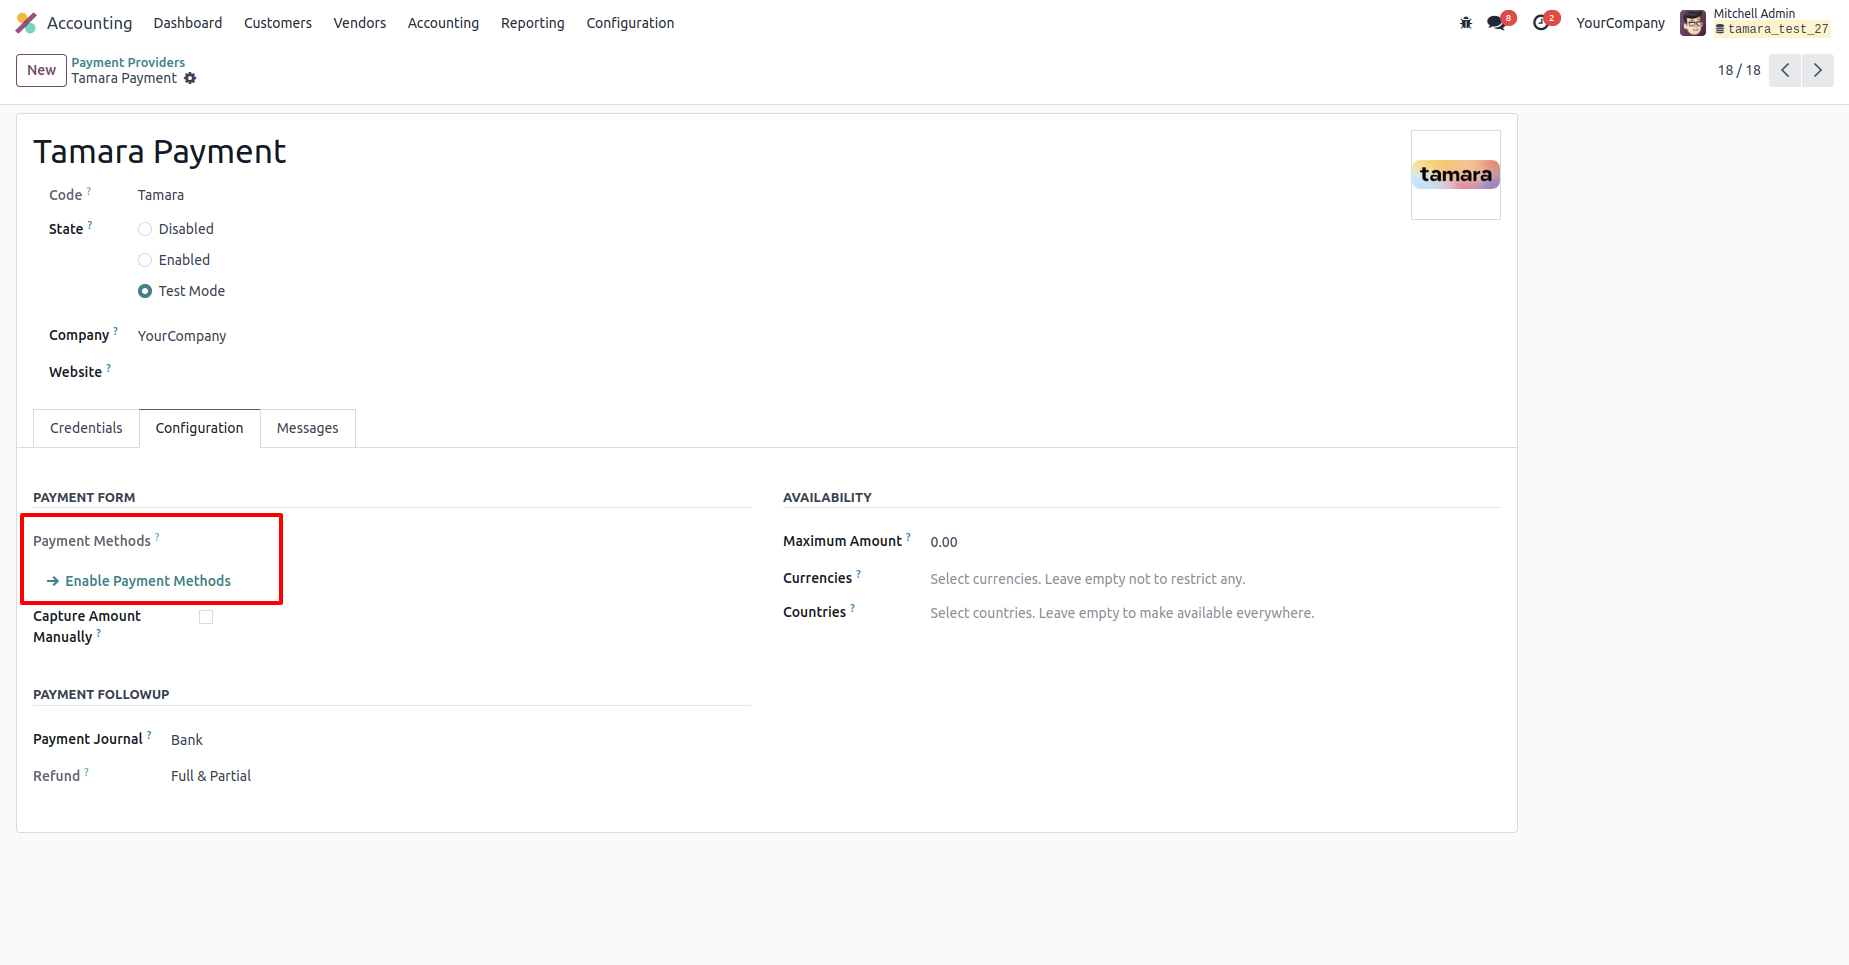 Accounting Dashboard Customers Vendors Accounting Reporting Configuration 8 2 YourCompany Mitchell Admin
tamara_test_27
New Payment Providers
Tamara Payment
18 / 18
Tamara Payment
tamara
Code ? Tamara
State ? Disabled
Enabled
Test Mode
Company ? YourCompany
Website ?
Credentials Configuration Messages
PAYMENT FORM
Payment Methods ?
→ Enable Payment Methods
Capture Amount
Manually ?
AVAILABILITY
Maximum Amount ? 0.00
Currencies ? Select currencies. Leave empty not to restrict any.
Countries ? Select countries. Leave empty to make available everywhere.
PAYMENT FOLLOWUP
Payment Journal ? Bank
Refund ? Full & Partial